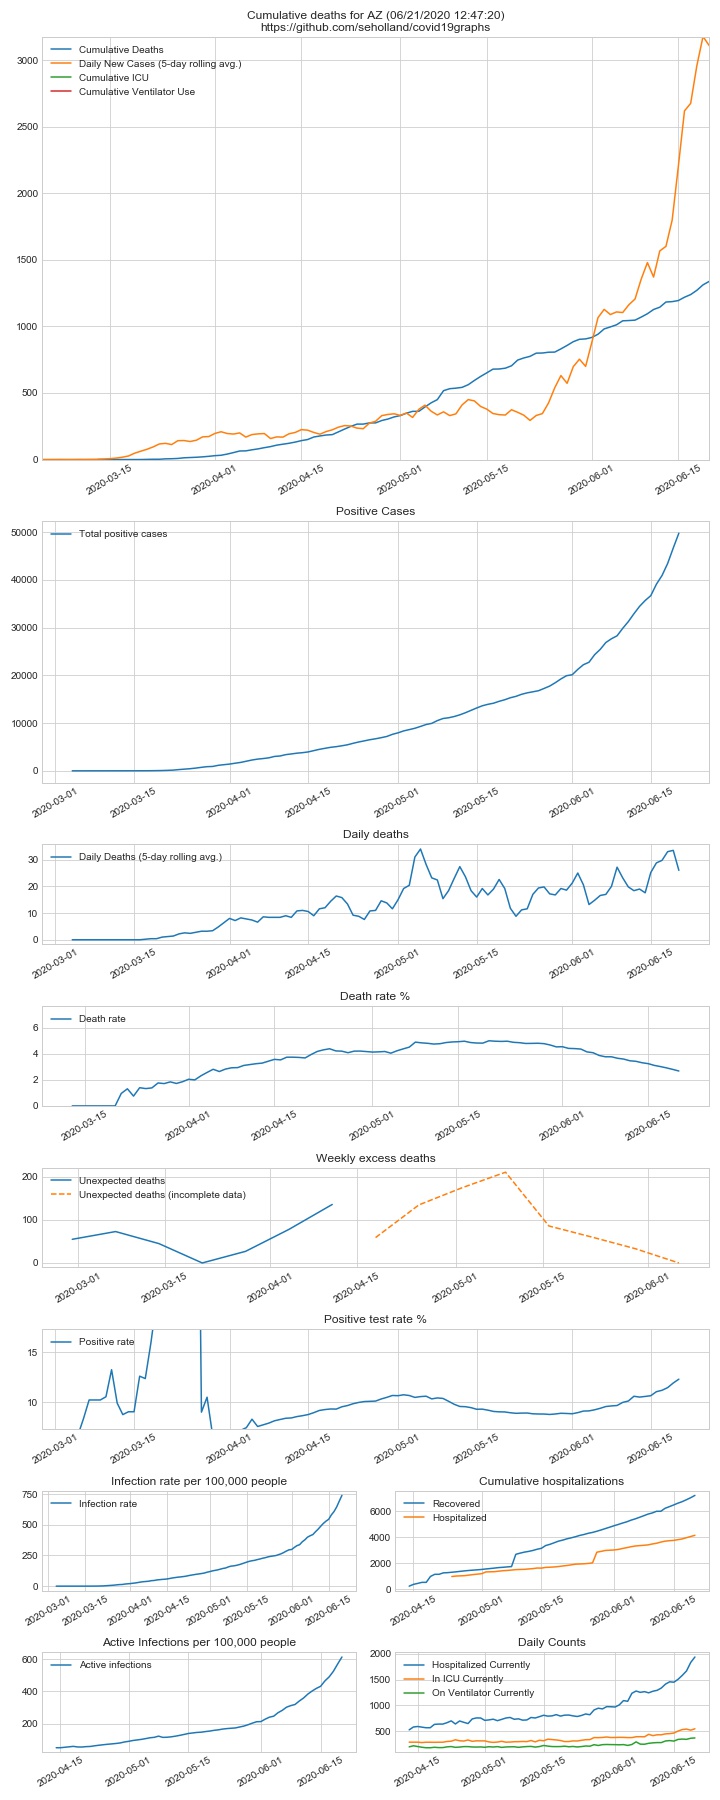 Cumulative deaths for AZ (06/21/2020 12:47:20)
https://github.com/seholland/covid19graphs
Cumulative Deaths
Daily New Cases (5-day rolling avg.)
Cumulative ICU
Cumulative Ventilator Use
3000
2500
2000
1500
1000
500
0
2020-03-15 2020-04-01 2020-04-15 2020-05-01 2020-05-15 2020-06-01 2020-06-15
Positive Cases
Total positive cases
50000
40000
30000
20000
10000
0
2020-03-01 2020-03-15 2020-04-01 2020-04-15 2020-05-01 2020-05-15 2020-06-01 2020-06-15
Daily deaths
Daily Deaths (5-day rolling avg.)
30
20
10
0
2020-03-01 2020-03-15 2020-04-01 2020-04-15 2020-05-01 2020-05-15 2020-06-01 2020-06-15
Death rate %
Death rate
6
4
2
0
2020-03-15 2020-04-01 2020-04-15 2020-05-01 2020-05-15 2020-06-01 2020-06-15
Weekly excess deaths
Unexpected deaths
Unexpected deaths (incomplete data)
200
100
0
2020-03-01 2020-03-15 2020-04-01 2020-04-15 2020-05-01 2020-05-15 2020-06-01
Positive test rate %
Positive rate
15
10
2020-03-01 2020-03-15 2020-04-01 2020-04-15 2020-05-01 2020-05-15 2020-06-01 2020-06-15
Infection rate per 100,000 people
Infection rate
750
500
250
0
2020-03-01 2020-03-15 2020-04-01 2020-04-15 2020-05-01 2020-05-15 2020-06-01 2020-06-15
Cumulative hospitalizations
Recovered
Hospitalized
6000
4000
2000
0
2020-04-15 2020-05-01 2020-05-15 2020-06-01 2020-06-15
Active Infections per 100,000 people
Active infections
600
400
200
2020-04-15 2020-05-01 2020-05-15 2020-06-01 2020-06-15
Daily Counts
Hospitalized Currently
In ICU Currently
On Ventilator Currently
2000
1500
1000
500
2020-04-15 2020-05-01 2020-05-15 2020-06-01 2020-06-15